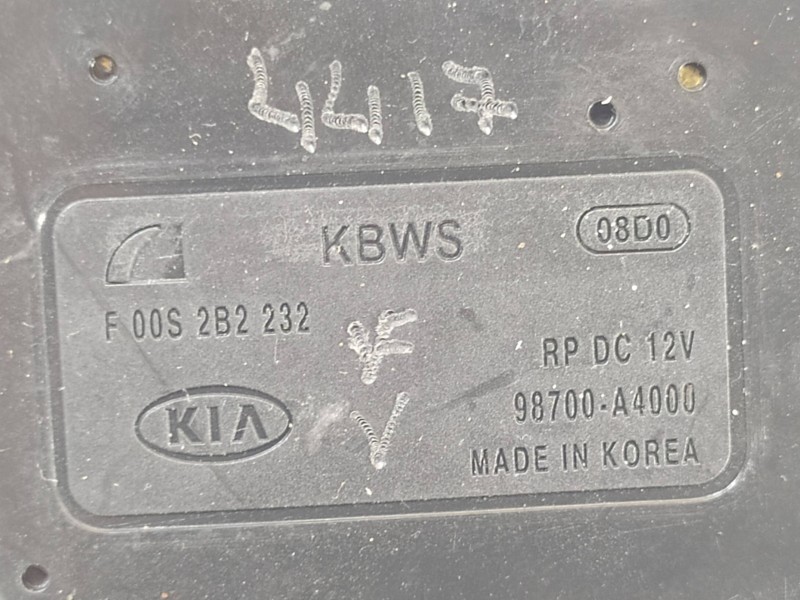 4417
KBWS
08D0
F 00S 2B2 232
RP DC 12V
KIA
98700-A4000
MADE IN KOREA